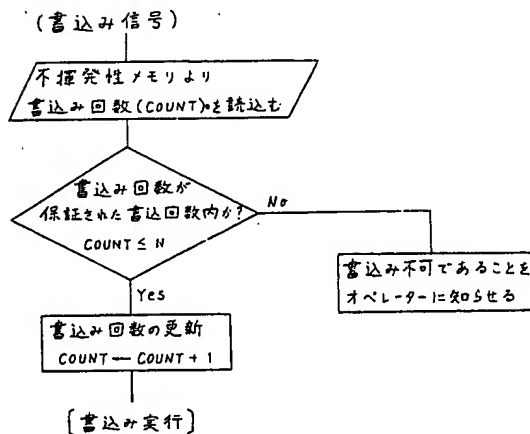 (書込み信号)
不揮発性メモリより
書込み回数(COUNT)を読込む
書込み回数が
保証された書込回数内か?
COUNT ≤ N
No
Yes
書込み不可であることを
オペレーターに知らせる
書込み回数の更新
COUNT ― COUNT + 1
[書込み実行]